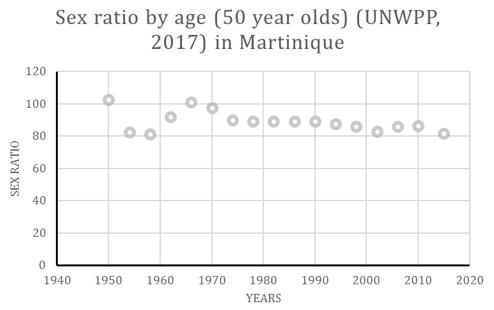 Sex ratio by age (50 year olds) (UNWPP,
2017) in Martinique
120
100
80
60
40
20
0
SEX RATIO
1940 1950 1960 1970 1980 1990 2000 2010 2020
YEARS